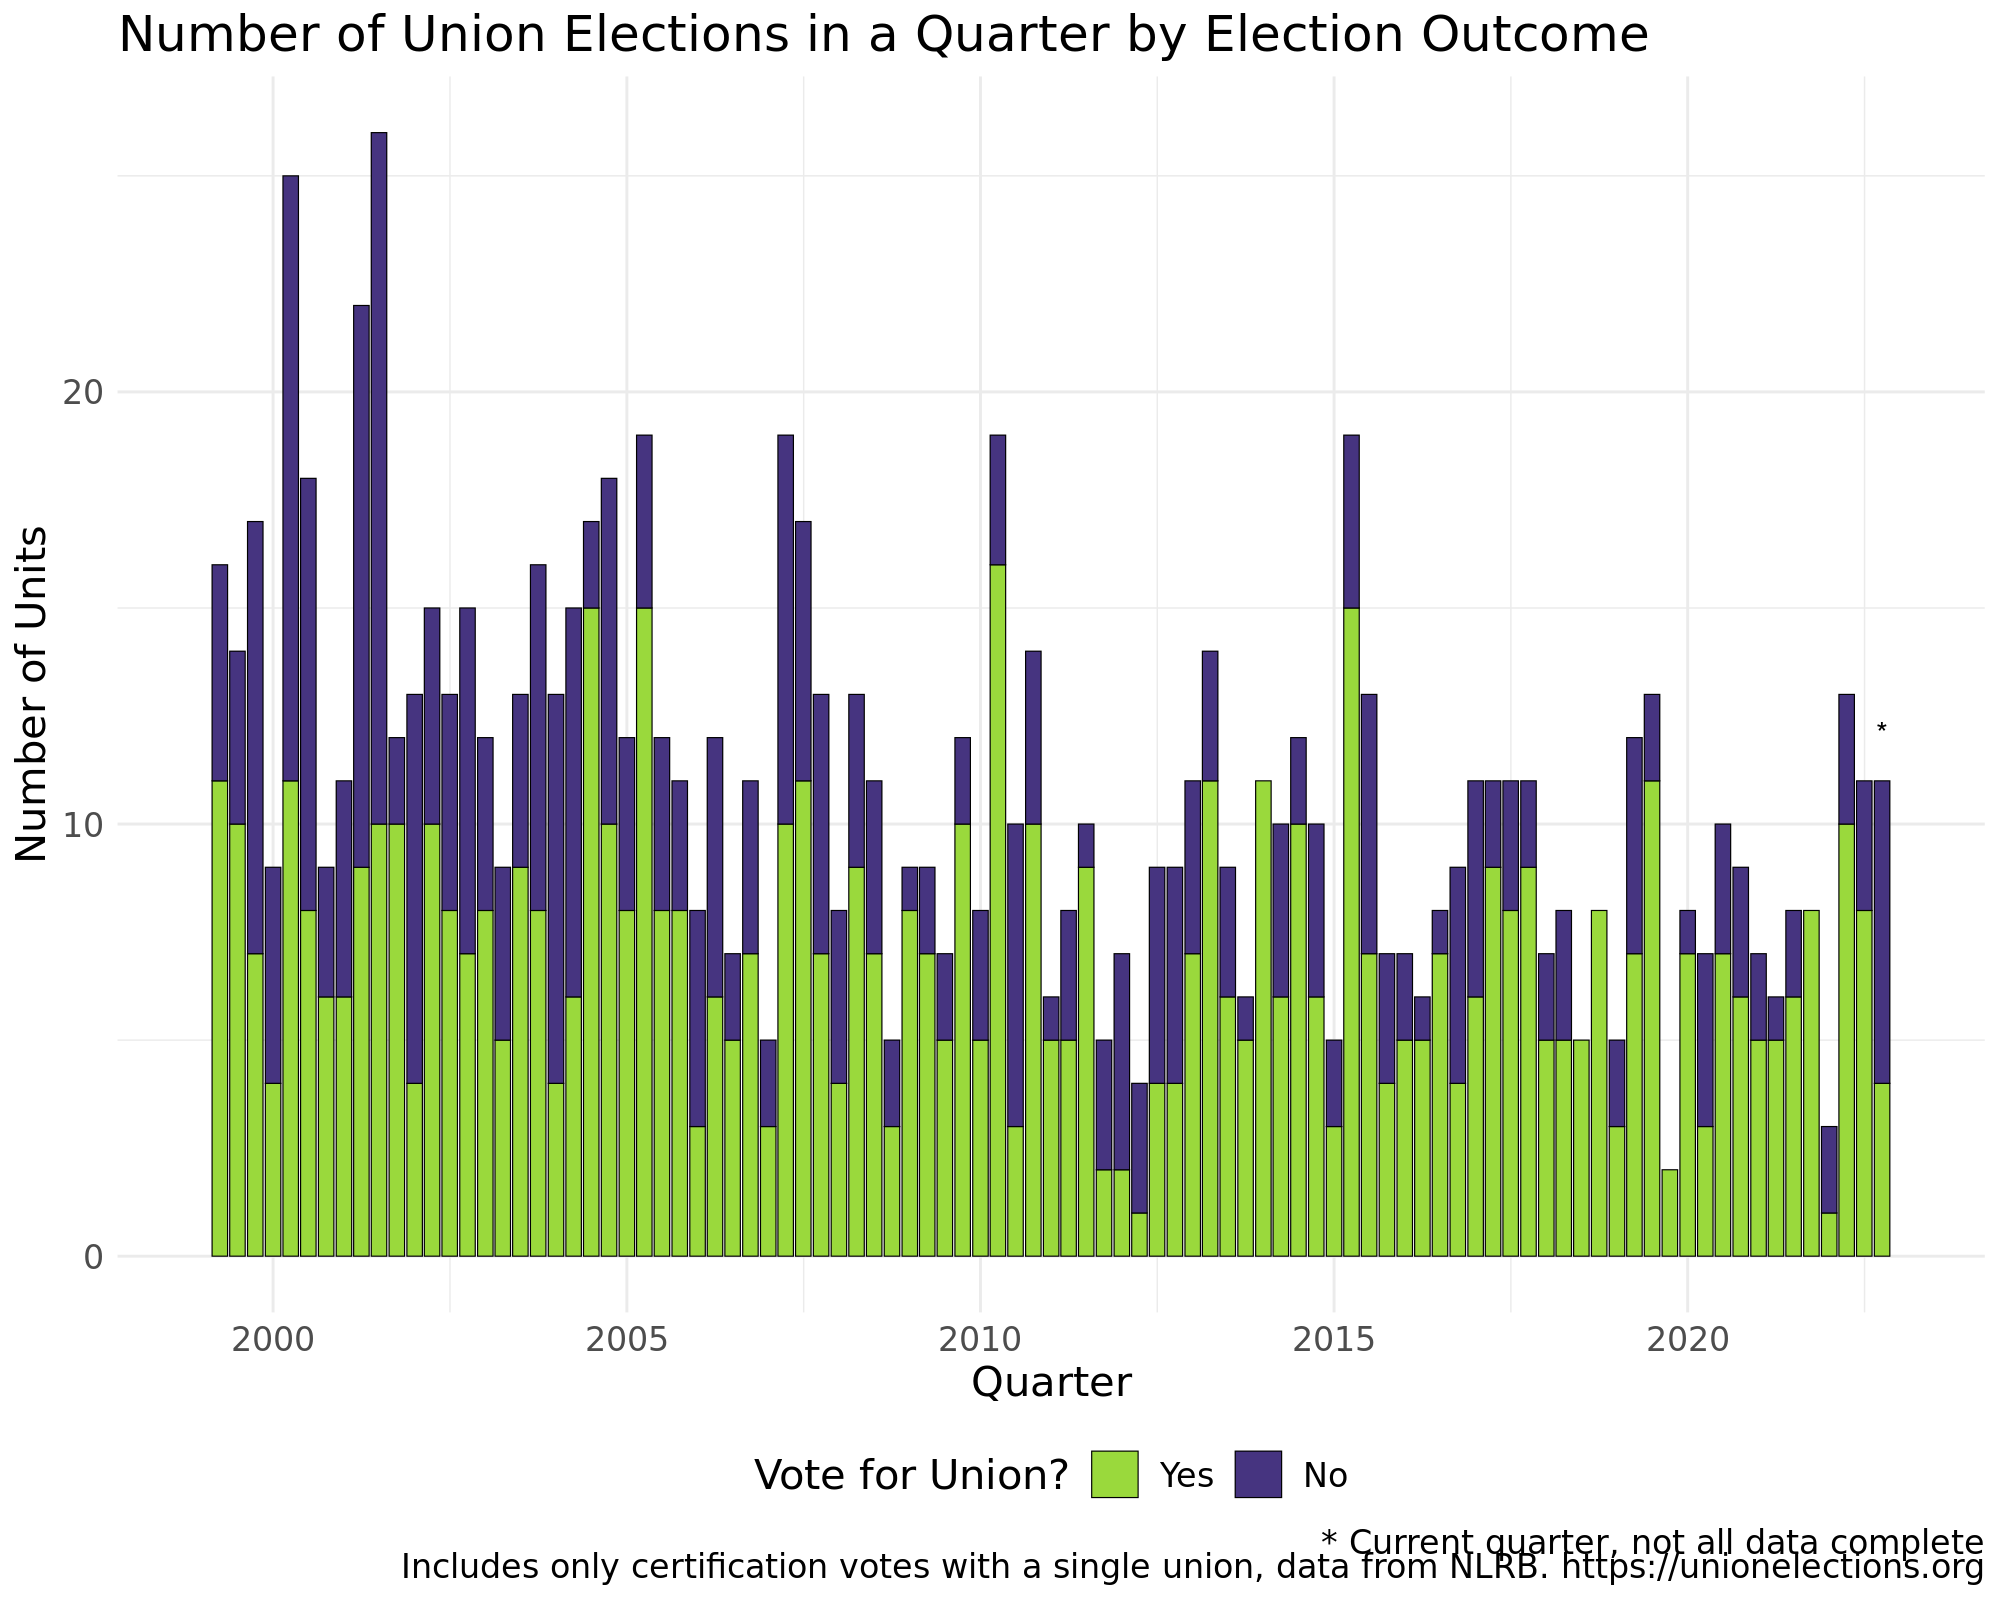 Number of Union Elections in a Quarter by Election Outcome
Number of Units
20
10
0
*
2000 2005 2010 2015 2020
Quarter
Vote for Union? Yes No
* Current quarter, not all data complete
Includes only certification votes with a single union, data from NLRB. https://unionelections.org